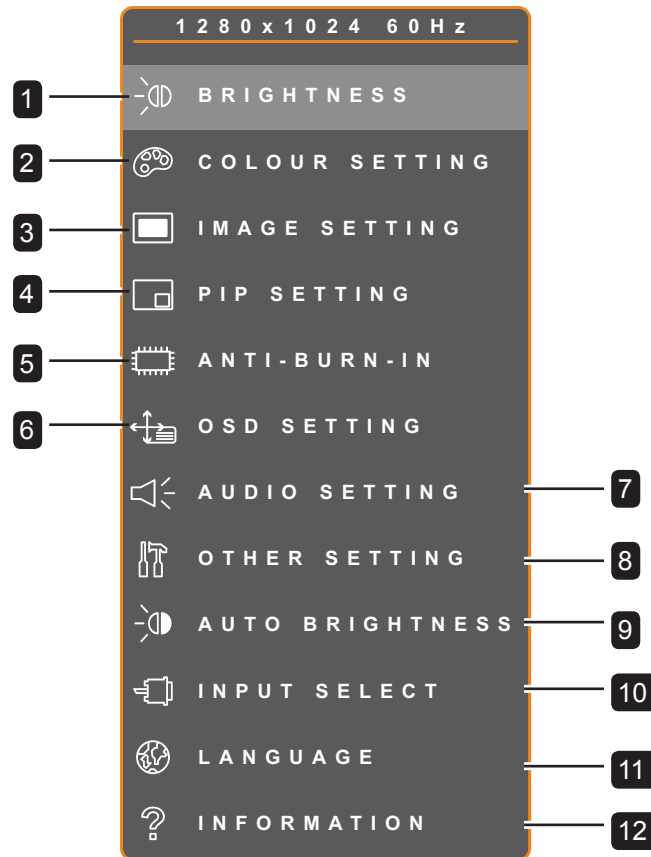 1280x1024 60Hz
1 BRIGHTNESS
2 COLOUR SETTING
3 IMAGE SETTING
4 PIP SETTING
5 ANTI-BURN-IN
6 OSD SETTING
AUDIO SETTING 7
OTHER SETTING 8
AUTO BRIGHTNESS 9
INPUT SELECT 10
LANGUAGE 11
INFORMATION 12